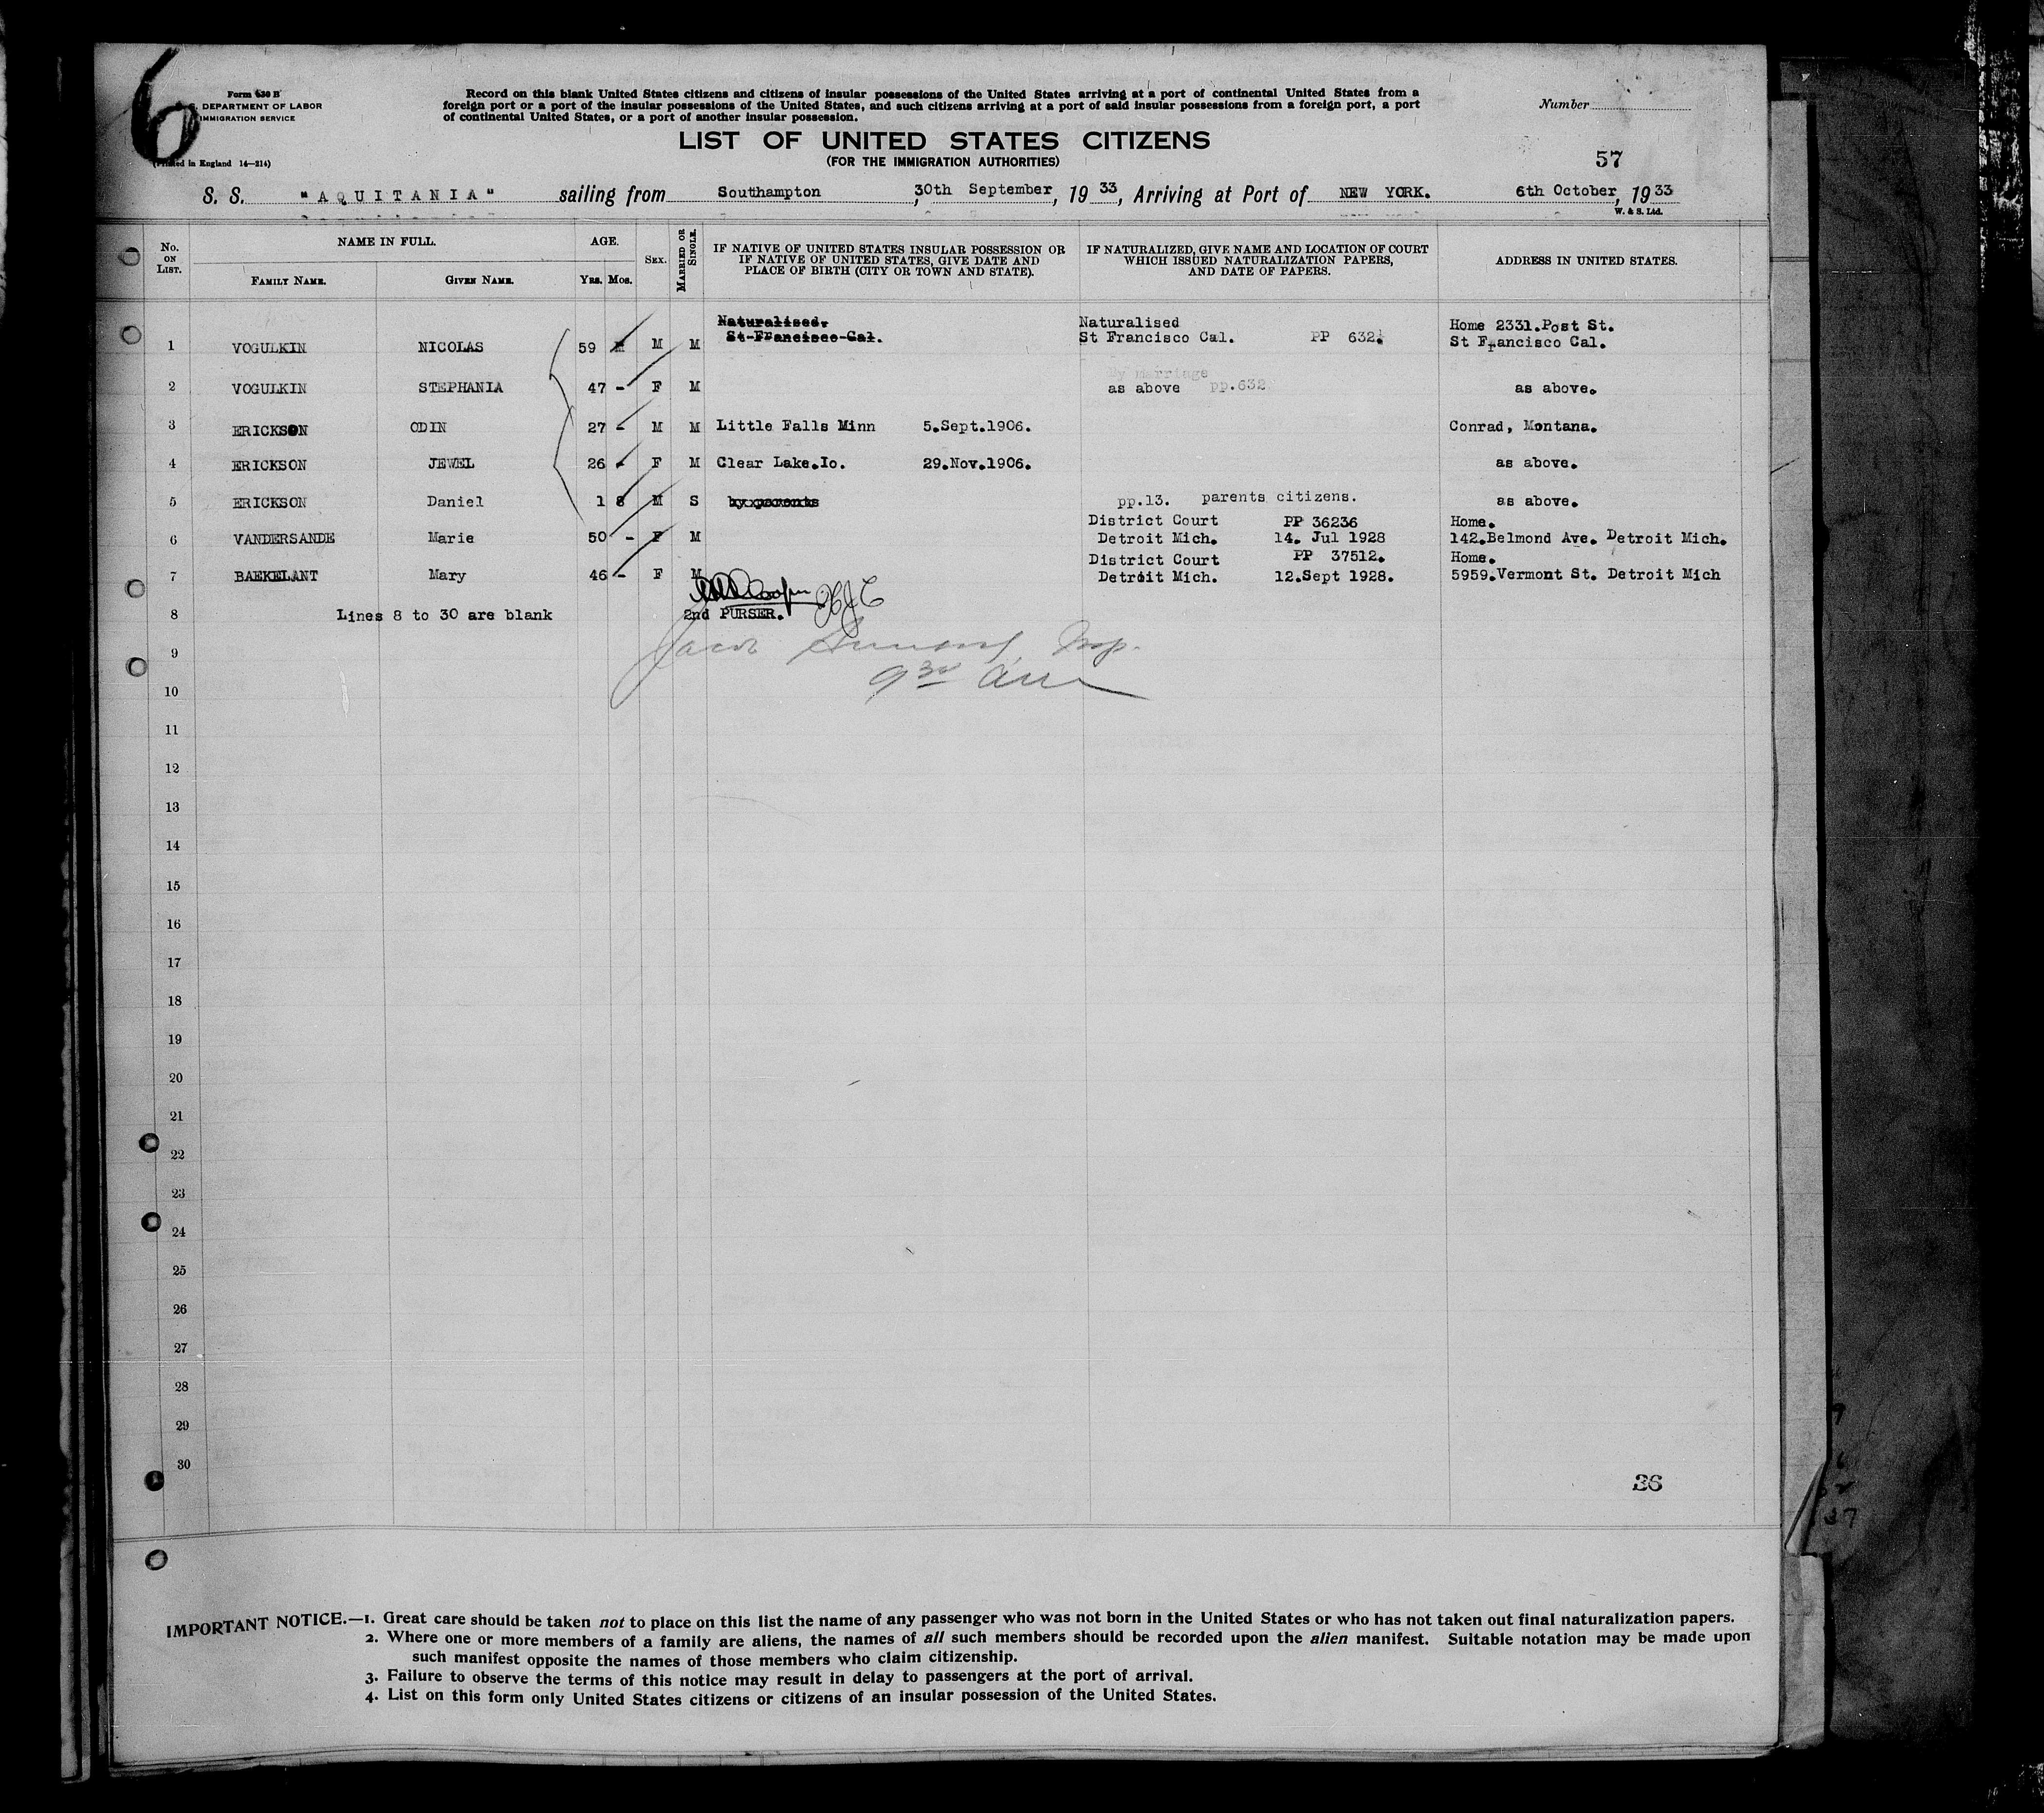 6
Form 630 B
S. DEPARTMENT OF LABOR
IMMIGRATION SERVICE
(Printed in England 14—214)
Record on this blank United States citizens and citizens of insular possessions of the United States arriving at a port of continental United States from a
foreign port or a port of the insular possessions of the United States, and such citizens arriving at a port of said insular possessions from a foreign port, a port
of continental United States, or a port of another insular possession.
Number
LIST OF UNITED STATES CITIZENS
(FOR THE IMMIGRATION AUTHORITIES)
57
S. S. "AQUITANIA" sailing from Southampton, 30th September, 1933, Arriving at Port of NEW YORK. 6th October, 1933
W. & S. Ltd.
No. ON LIST. NAME IN FULL. FAMILY NAME. GIVEN NAME. AGE. YRS. MOS. SEX. MARRIED OR SINGLE. IF NATIVE OF UNITED STATES INSULAR POSSESSION OR IF NATIVE OF UNITED STATES, GIVE DATE AND PLACE OF BIRTH (CITY OR TOWN AND STATE). IF NATURALIZED, GIVE NAME AND LOCATION OF COURT WHICH ISSUED NATURALIZATION PAPERS, AND DATE OF PAPERS. ADDRESS IN UNITED STATES.
Naturalised. Naturalised Home 2331.Post St.
1 VOGULKIN NICOLAS 59 M M St Francisco Cal. St Francisco Cal. PP 632. St Francisco Cal.
By marriage
2 VOGULKIN STEPHANIA 47 - F M as above pp.632 as above.
3 ERICKSON ODIN 27 - M M Little Falls Minn 5.Sept.1906. Conrad, Montana.
4 ERICKSON JEWEL 26 - F M Clear Lake.Io. 29.Nov.1906. as above.
5 ERICKSON Daniel 1 8 M S by parents pp.13. parents citizens. as above.
District Court PP 36236 Home.
6 VANDERSANDE Marie 50 - F M Detroit Mich. 14. Jul 1928 142.Belmond Ave. Detroit Mich.
District Court PP 37512. Home.
7 BAEKELANT Mary 46 - F M Detroit Mich. 12.Sept 1928. 5959.Vermont St. Detroit Mich
8 Lines 8 to 30 are blank 2nd PURSER.
9 Jacob Insp.
10
11
12
13
14
15
16
17
18
19
20
21
22
23
24
25
26
27
28
29
30
36
IMPORTANT NOTICE.—1. Great care should be taken not to place on this list the name of any passenger who was not born in the United States or who has not taken out final naturalization papers.
2. Where one or more members of a family are aliens, the names of all such members should be recorded upon the alien manifest. Suitable notation may be made upon
such manifest opposite the names of those members who claim citizenship.
3. Failure to observe the terms of this notice may result in delay to passengers at the port of arrival.
4. List on this form only United States citizens or citizens of an insular possession of the United States.